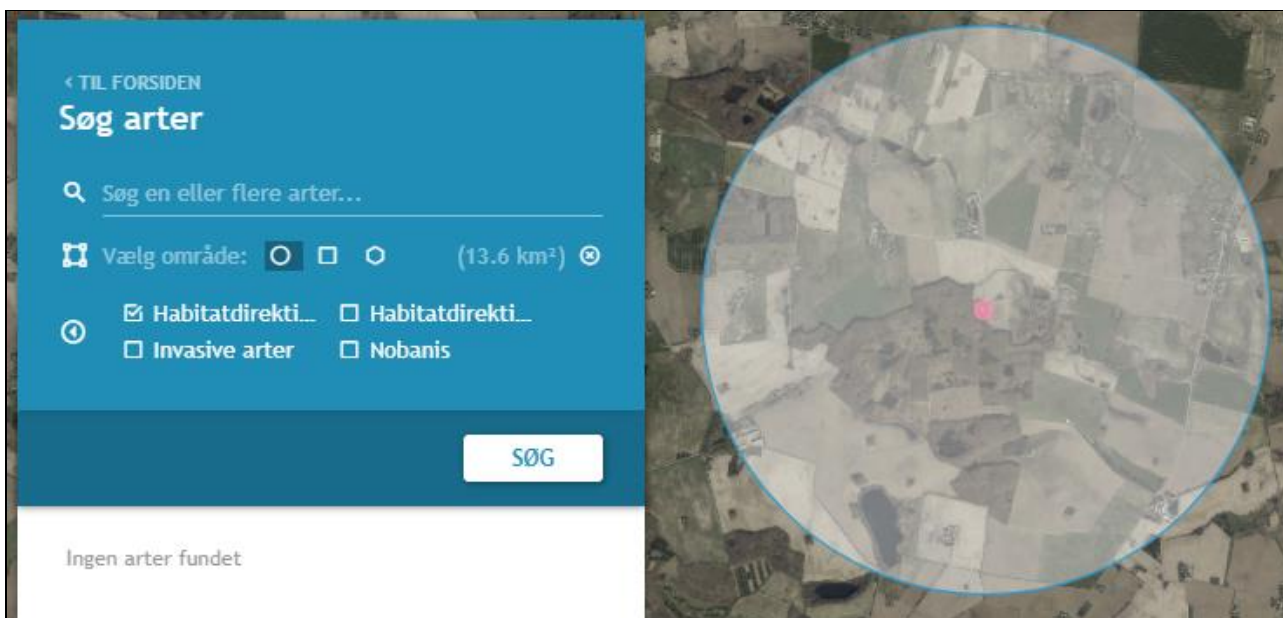 ‹ TIL FORSIDEN
Søg arter
Søg en eller flere arter...
Vælg område: (13.6 km²)
Habitatdirekti... Habitatdirekti...
Invasive arter Nobanis
SØG
Ingen arter fundet